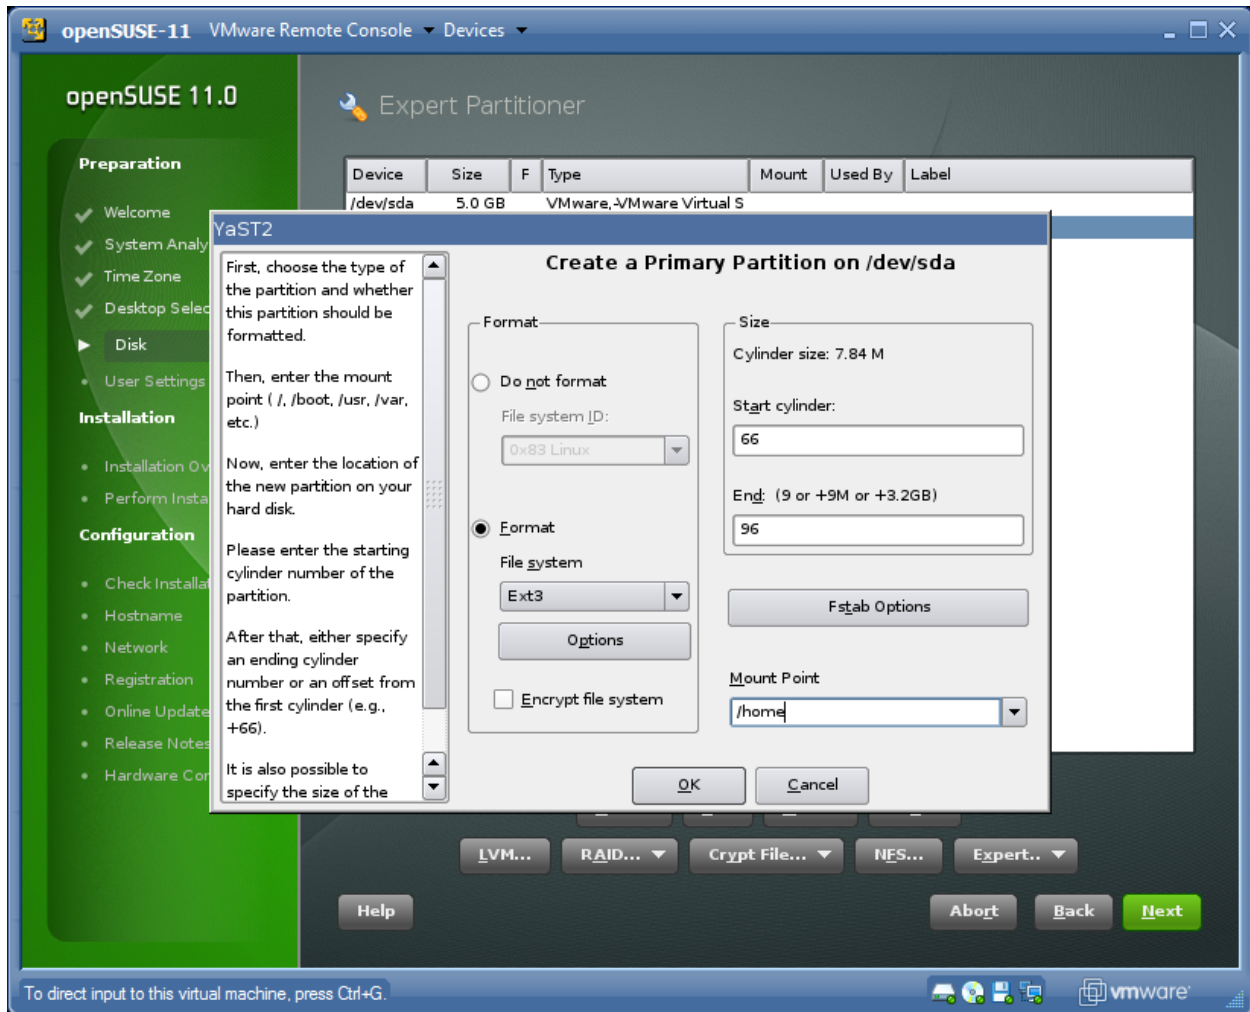 openSUSE-11 VMware Remote Console Devices
openSUSE 11.0
Preparation
Welcome
System Analy
Time Zone
Desktop Selec
Disk
User Settings
Installation
Installation Ov
Perform Insta
Configuration
Check Installat
Hostname
Network
Registration
Online Update
Release Notes
Hardware Cor
Expert Partitioner
Device Size F Type Mount Used By Label
/dev/sda 5.0 GB VMware,-VMware Virtual S
YaST2
First, choose the type of
the partition and whether
this partition should be
formatted.
Then, enter the mount
point ( /, /boot, /usr, /var,
etc.)
Now, enter the location of
the new partition on your
hard disk.
Please enter the starting
cylinder number of the
partition.
After that, either specify
an ending cylinder
number or an offset from
the first cylinder (e.g.,
+66).
It is also possible to
specify the size of the
Create a Primary Partition on /dev/sda
Format
Do not format
File system ID:
0x83 Linux
Format
File system
Ext3
Options
Encrypt file system
Size
Cylinder size: 7.84 M
Start cylinder:
66
End: (9 or +9M or +3.2GB)
96
Fstab Options
Mount Point
/home
OK Cancel
LVM... RAID... Crypt File... NFS... Expert..
Help Abort Back Next
To direct input to this virtual machine, press Ctrl+G.
vmware